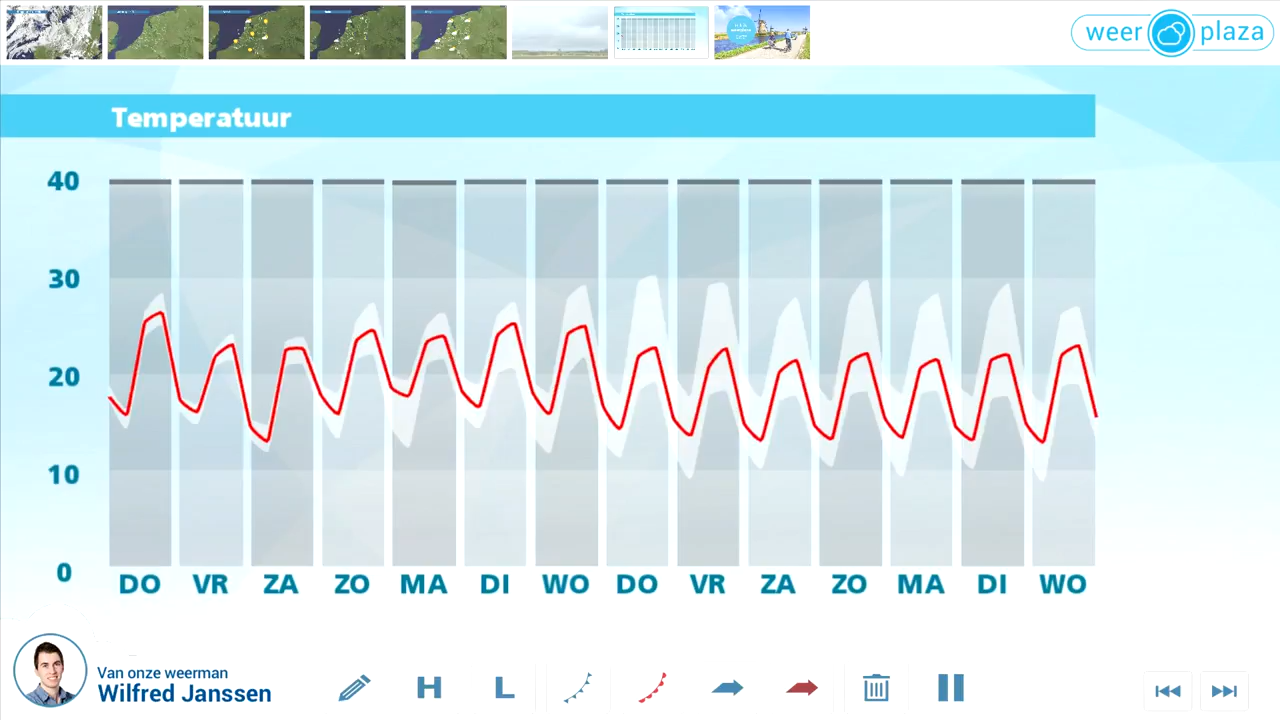 weer plaza
Temperatuur
40
30
20
10
0
DO VR ZA ZO MA DI WO DO VR ZA ZO MA DI WO
Van onze weerman
Wilfred Janssen
H L